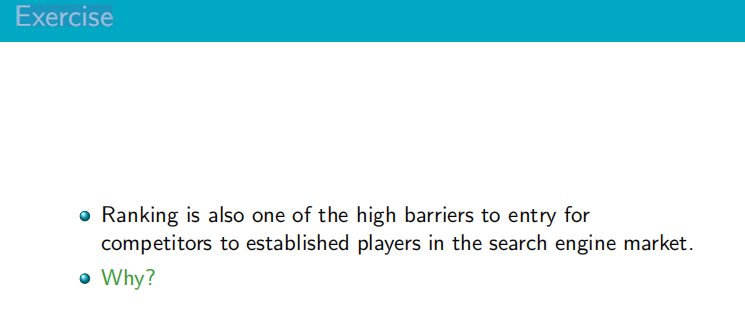 Exercise
Ranking is also one of the high barriers to entry for
competitors to established players in the search engine market.
Why?